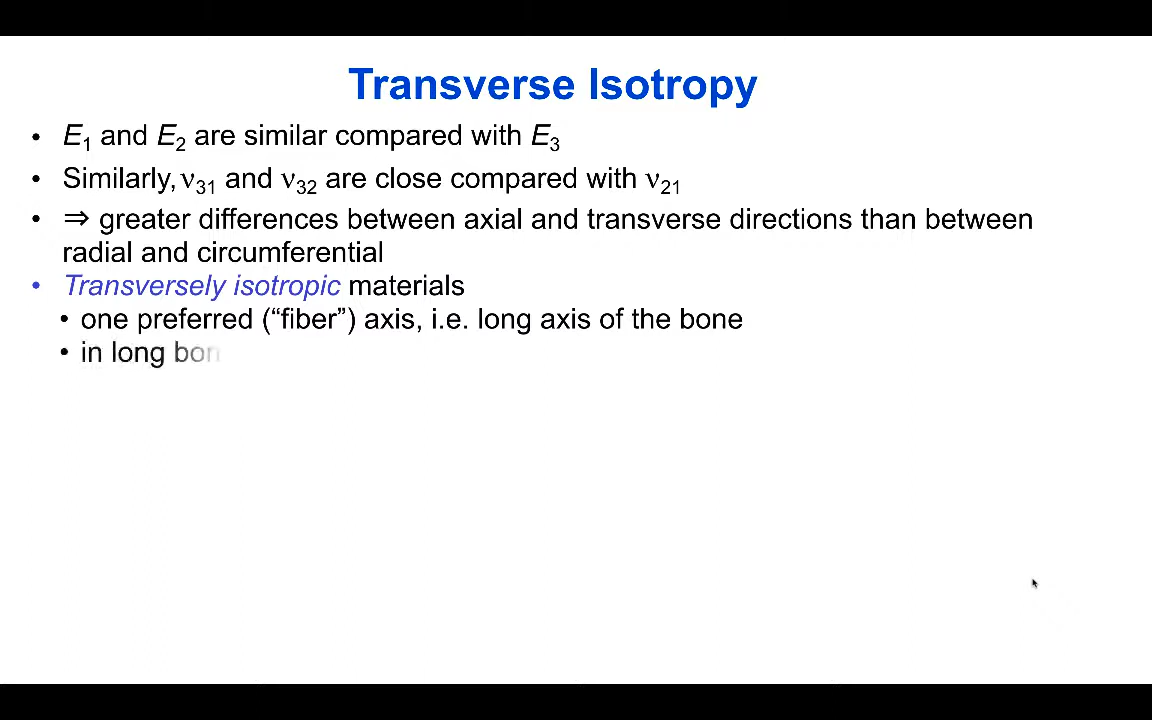 Transverse Isotropy
• E₁ and E₂ are similar compared with E₃
• Similarly, ν₃₁ and ν₃₂ are close compared with ν₂₁
• ⇒ greater differences between axial and transverse directions than between
radial and circumferential
• Transversely isotropic materials
• one preferred (“fiber”) axis, i.e. long axis of the bone
• in long